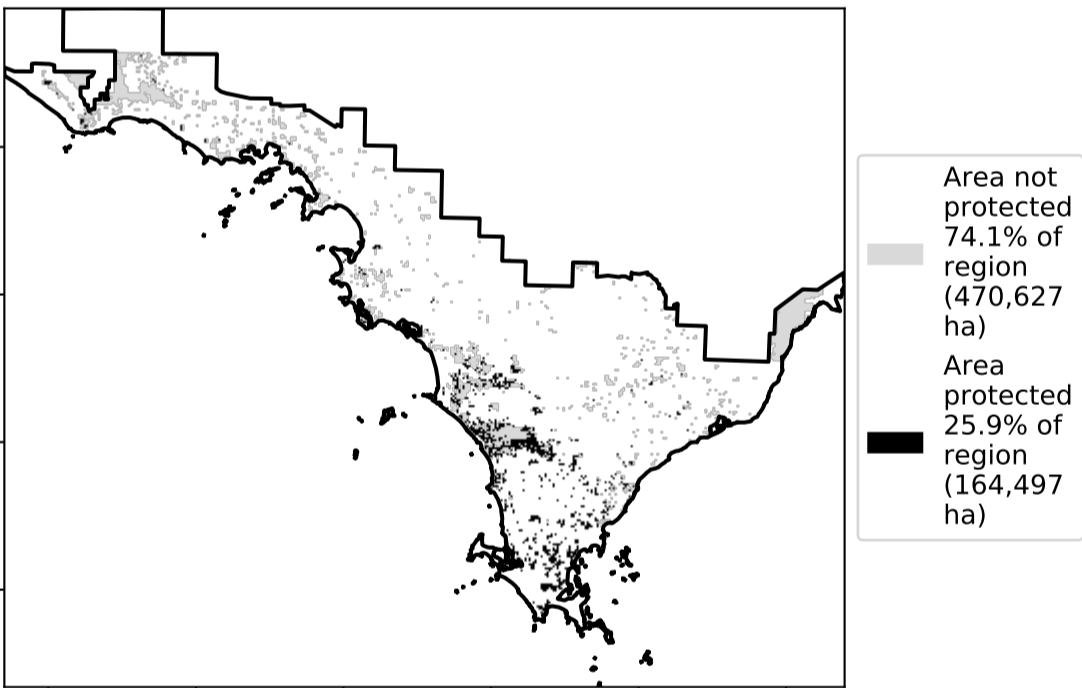 Area not
protected
74.1% of
region
(470,627
ha)
Area
protected
25.9% of
region
(164,497
ha)